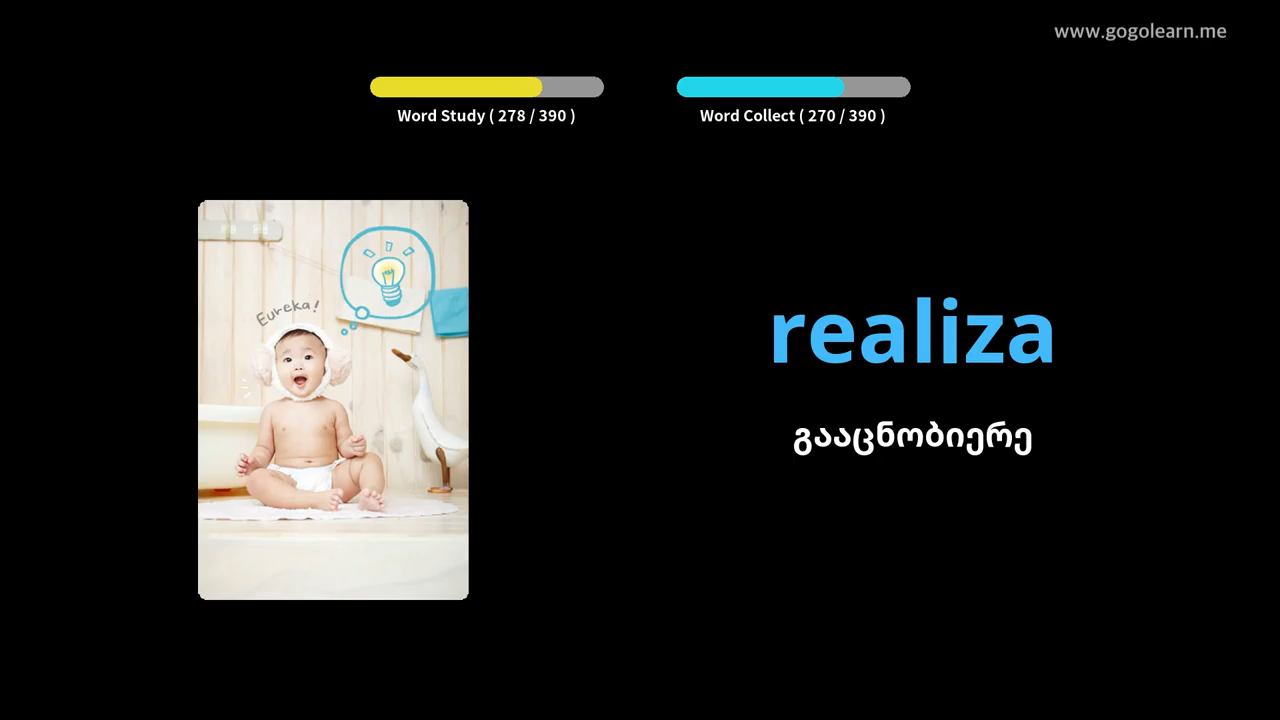 www.gogolearn.me
Word Study ( 278 / 390 )
Word Collect ( 270 / 390 )
Eureka!
realiza
გააცნობიერე